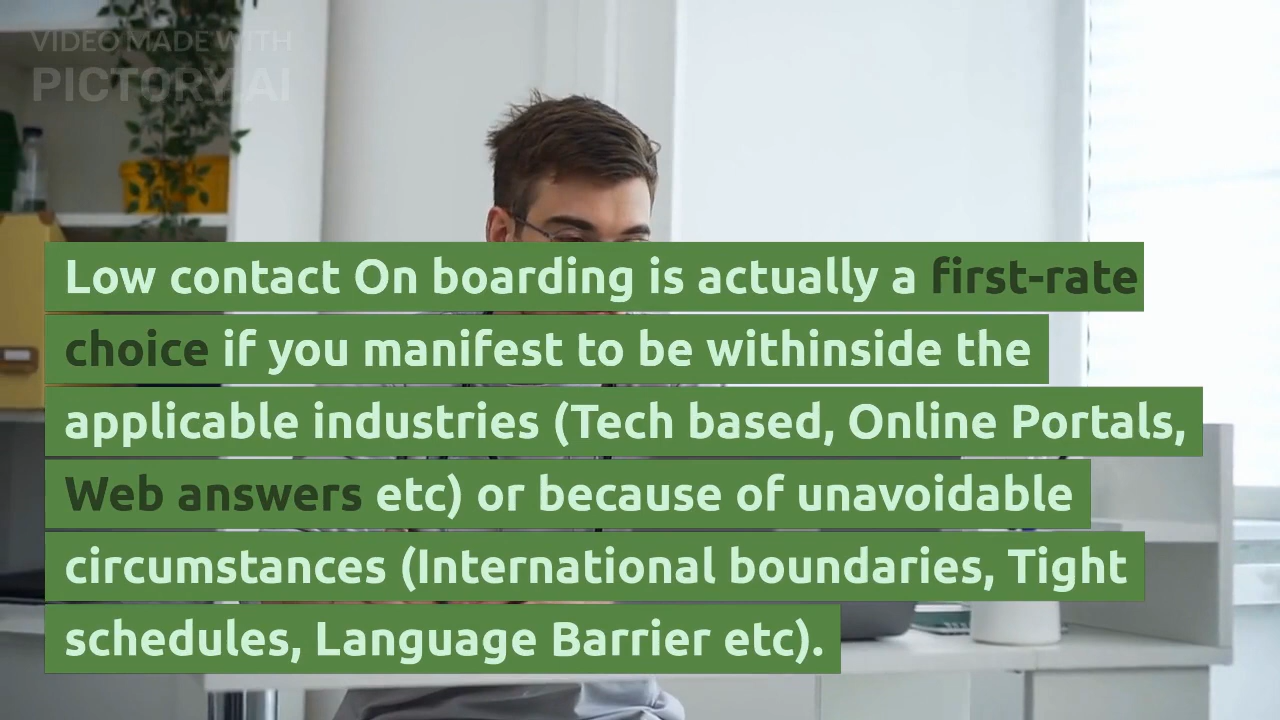 VIDEO MADE WITH
PICTORY.AI
Low contact On boarding is actually a first-rate
choice if you manifest to be withinside the
applicable industries (Tech based, Online Portals,
Web answers etc) or because of unavoidable
circumstances (International boundaries, Tight
schedules, Language Barrier etc).